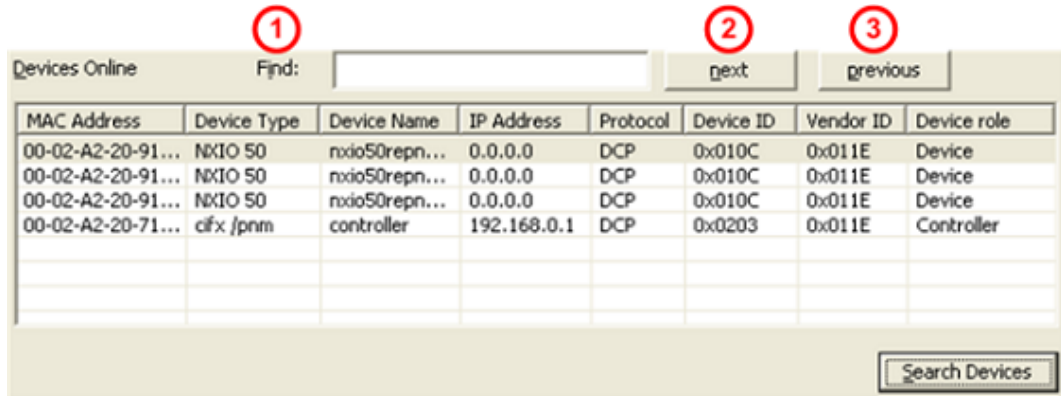 1 2 3
Devices Online Find: next previous
MAC Address Device Type Device Name IP Address Protocol Device ID Vendor ID Device role
00-02-A2-20-91... NXIO 50 nxio50repn... 0.0.0.0 DCP 0x010C 0x011E Device
00-02-A2-20-91... NXIO 50 nxio50repn... 0.0.0.0 DCP 0x010C 0x011E Device
00-02-A2-20-91... NXIO 50 nxio50repn... 0.0.0.0 DCP 0x010C 0x011E Device
00-02-A2-20-71... cifx /pnm controller 192.168.0.1 DCP 0x0203 0x011E Controller
Search Devices